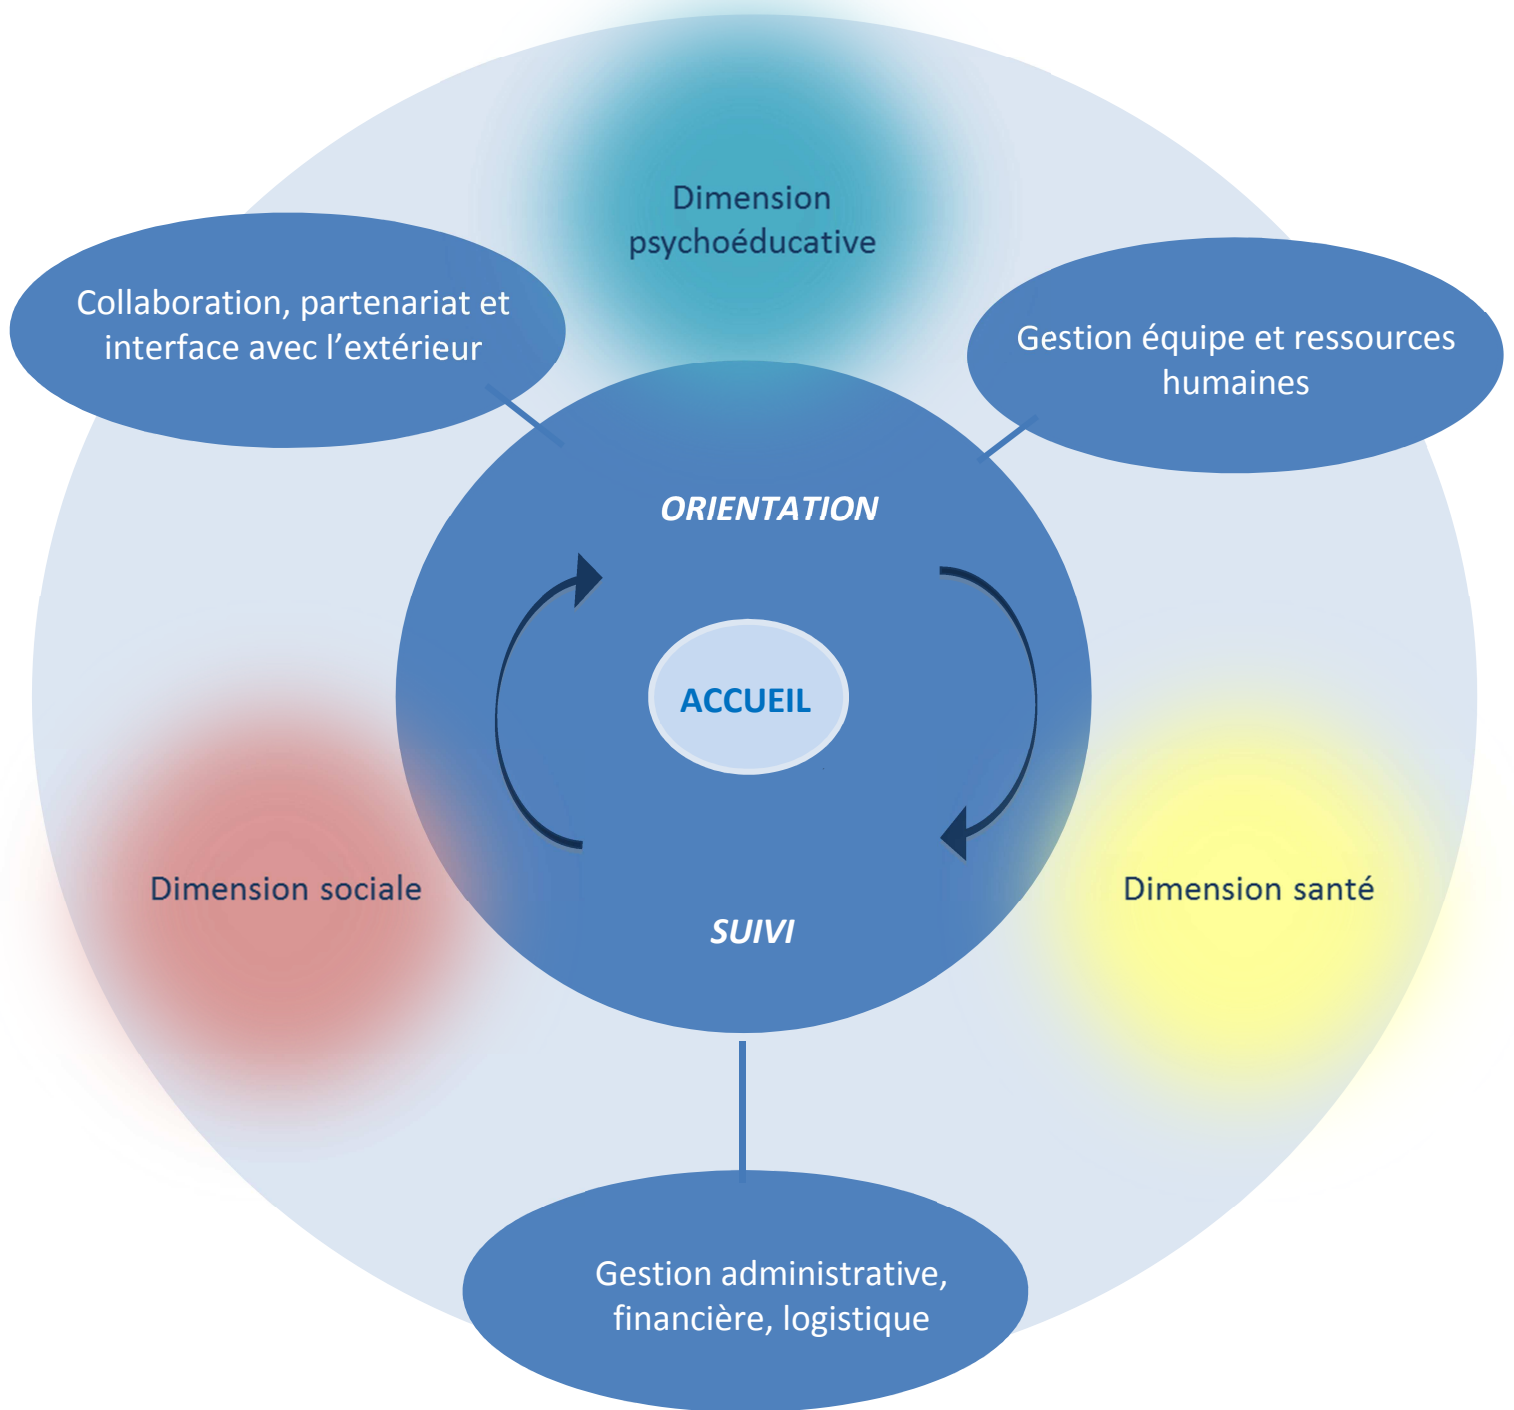 Dimension
psychoéducative
Collaboration, partenariat et
interface avec l’extérieur
Gestion équipe et ressources
humaines
ORIENTATION
ACCUEIL
Dimension sociale
Dimension santé
SUIVI
Gestion administrative,
financière, logistique